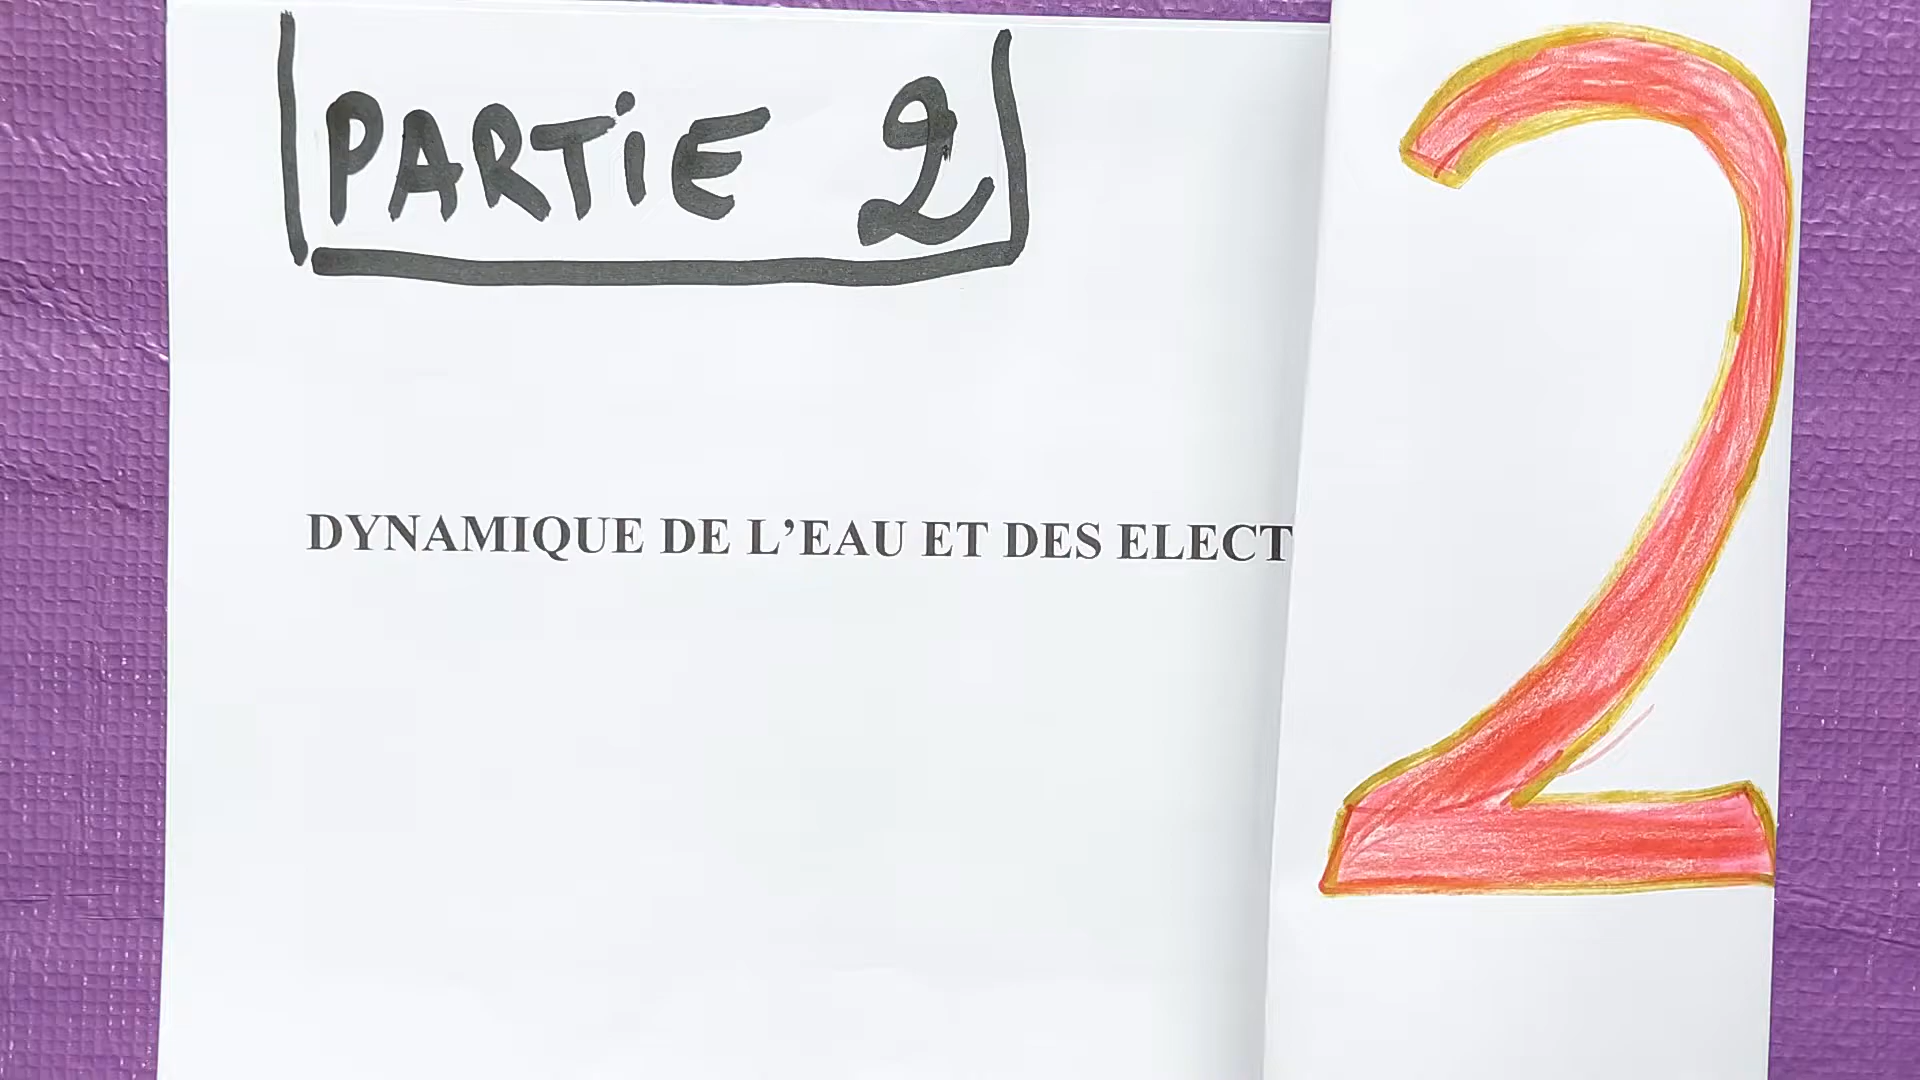 PARTiE 2
2
DYNAMIQUE DE L’EAU ET DES ELECT